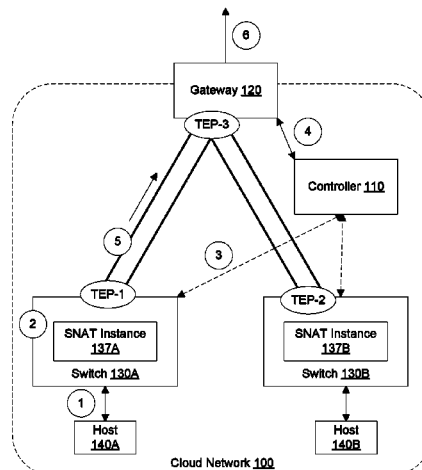 6
Gateway 120
TEP-3
4
Controller 110
5
3
TEP-1
TEP-2
2
SNAT Instance
137A
SNAT Instance
137B
Switch 130A
Switch 130B
1
Host
140A
Host
140B
Cloud Network 100